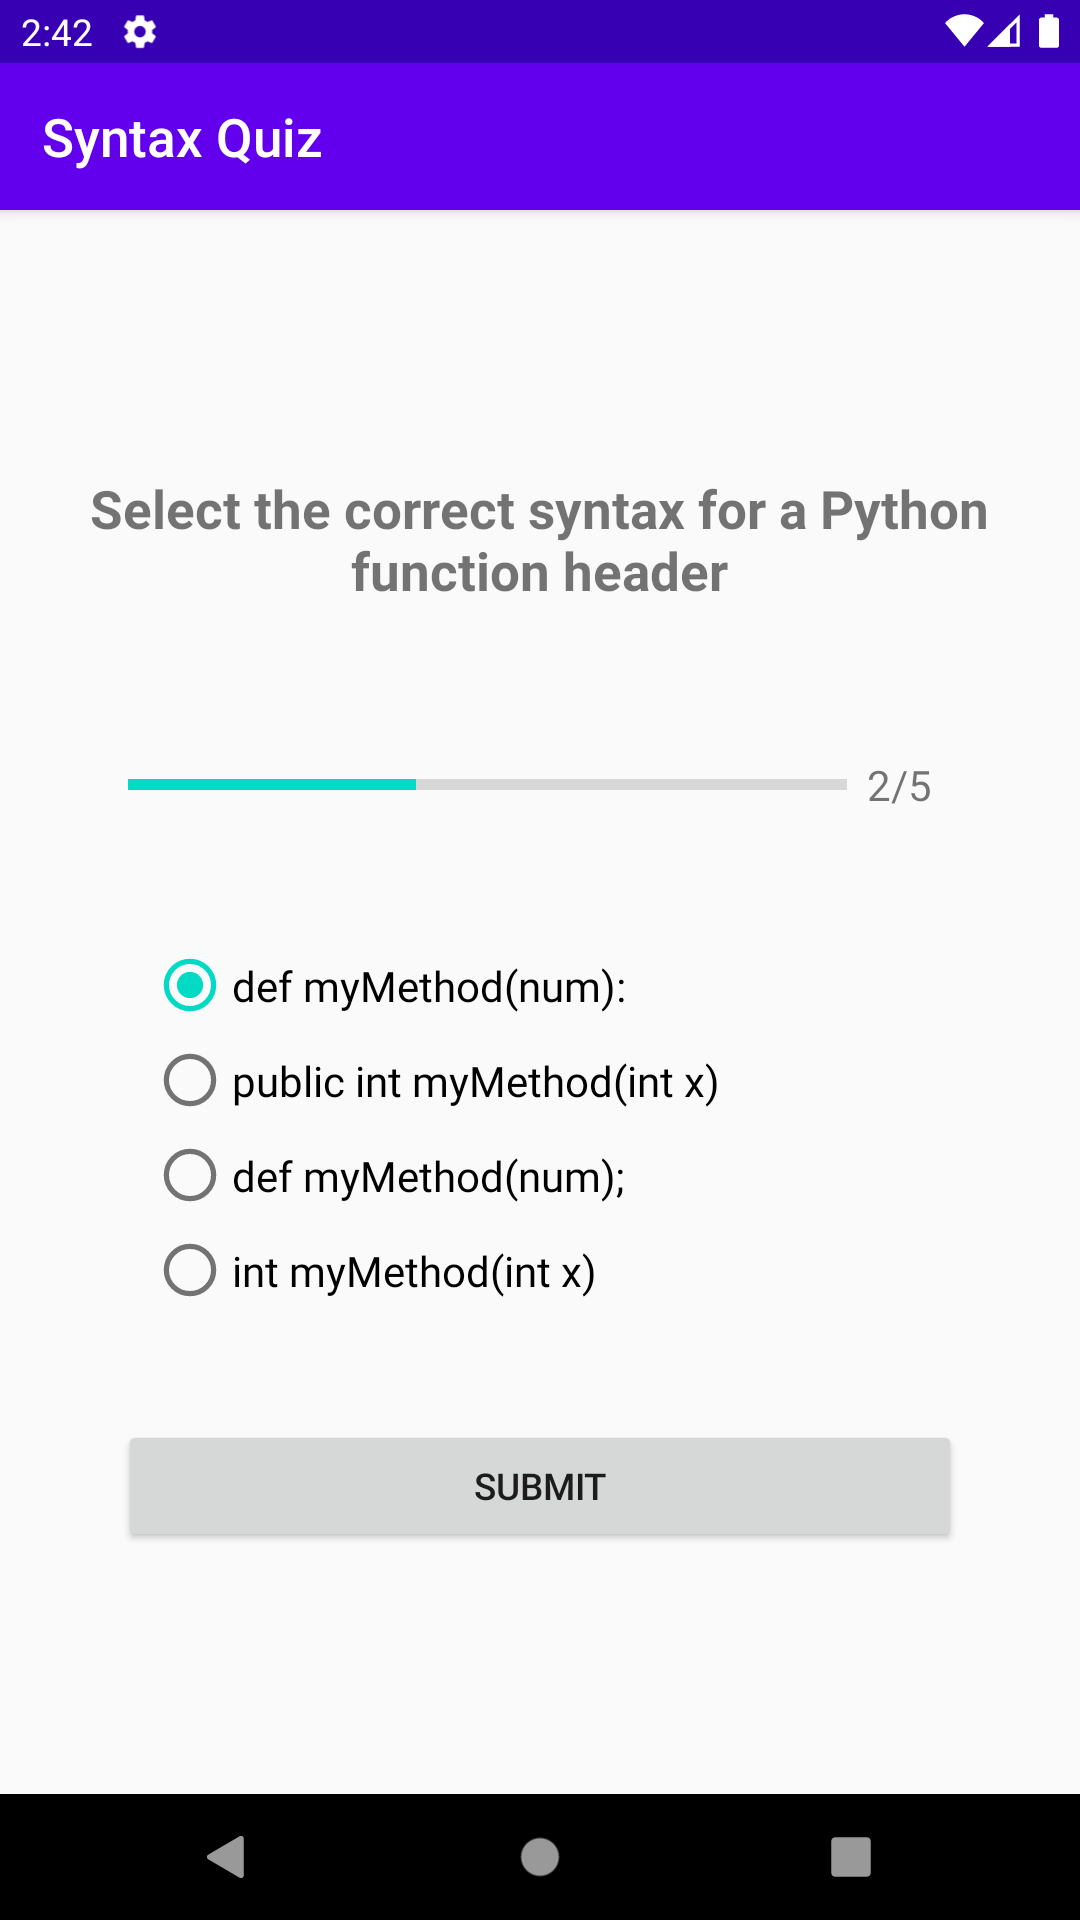 2:42
Syntax Quiz
Select the correct syntax for a Python
function header
2/5
def myMethod(num):
public int myMethod(int x)
def myMethod(num);
int myMethod(int x)
SUBMIT